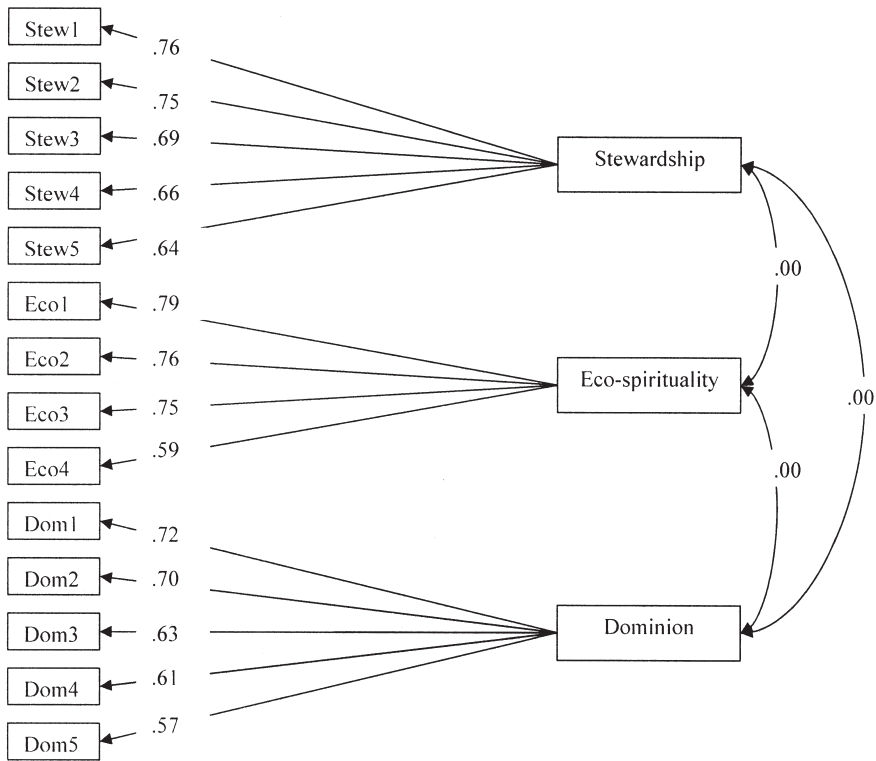 Stew1
.76
Stew2
.75
Stew3
.69
Stew4
.66
Stew5
.64
Stewardship
.00
Eco1
.79
Eco2
.76
Eco3
.75
Eco4
.59
Eco-spirituality
.00
.00
Dom1
.72
Dom2
.70
Dom3
.63
Dom4
.61
Dom5
.57
Dominion